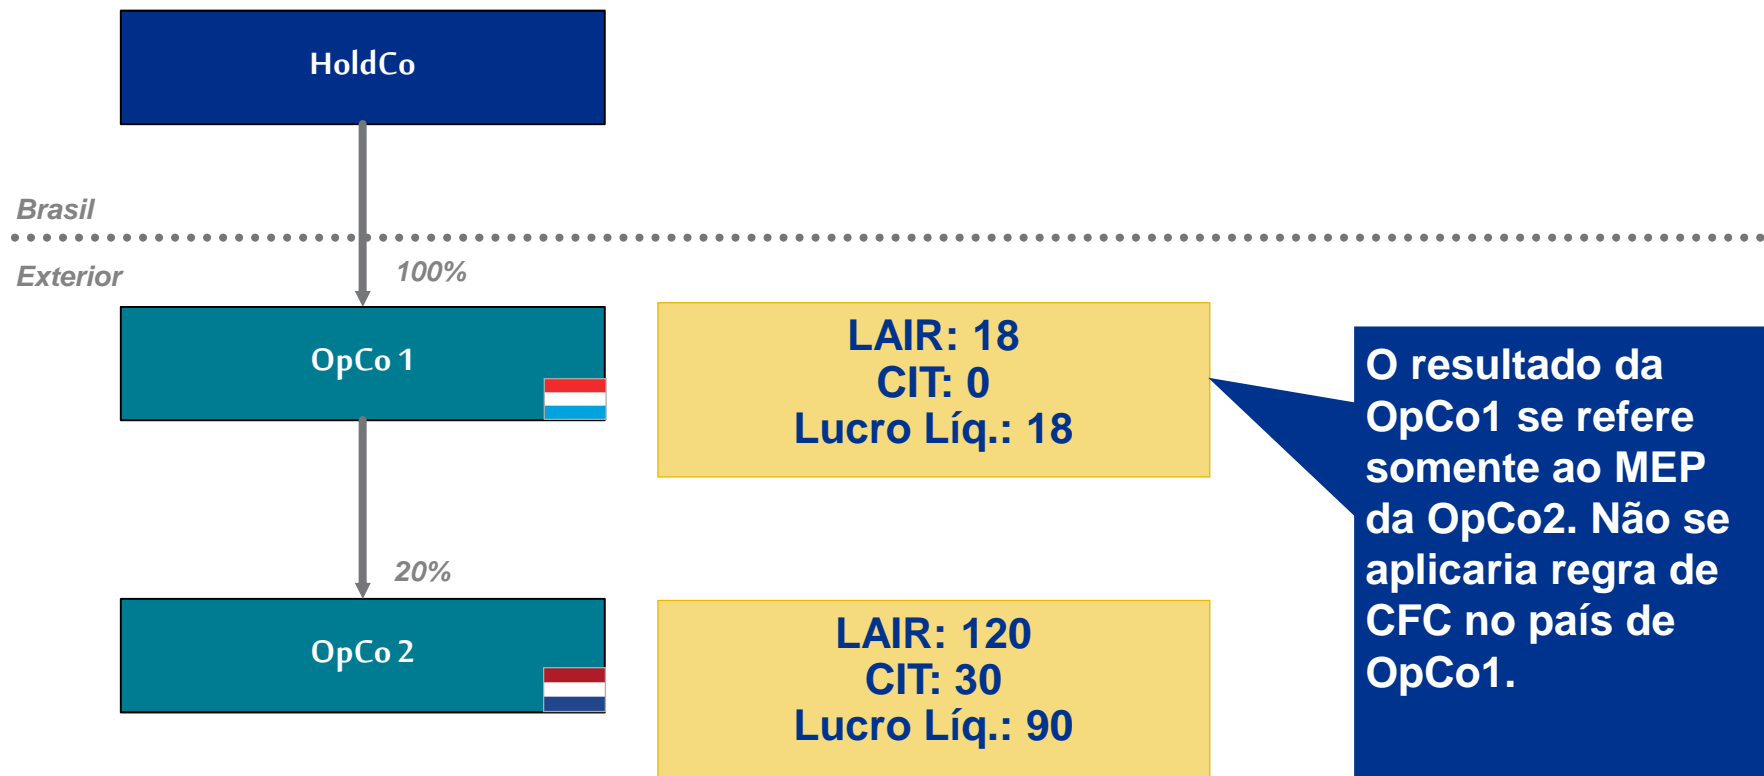 HoldCo
Brasil
Exterior
100%
OpCo 1
LAIR: 18
CIT: 0
Lucro Líq.: 18
O resultado da
OpCo1 se refere
somente ao MEP
da OpCo2. Não se
aplicaria regra de
CFC no país de
OpCo1.
20%
OpCo 2
LAIR: 120
CIT: 30
Lucro Líq.: 90